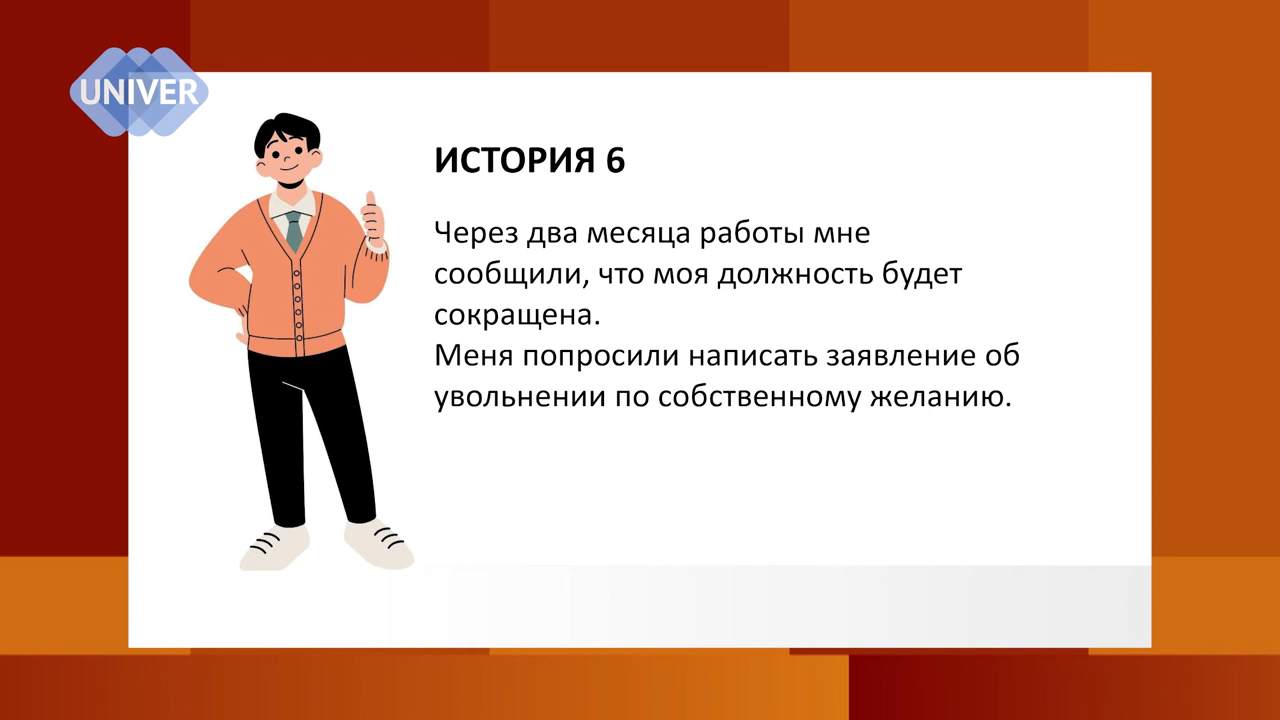 UNIVER
ИСТОРИЯ 6
Через два месяца работы мне
сообщили, что моя должность будет
сокращена.
Меня попросили написать заявление об
увольнении по собственному желанию.